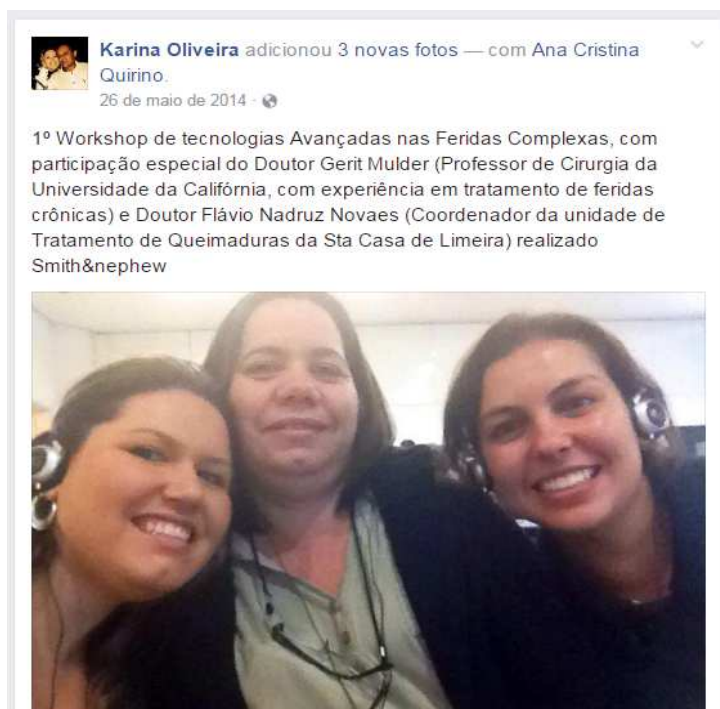 Karina Oliveira adicionou 3 novas fotos — com Ana Cristina
Quirino.
26 de maio de 2014 ·
1º Workshop de tecnologias Avançadas nas Feridas Complexas, com
participação especial do Doutor Gerit Mulder (Professor de Cirurgia da
Universidade da Califórnia, com experiência em tratamento de feridas
crônicas) e Doutor Flávio Nadruz Novaes (Coordenador da unidade de
Tratamento de Queimaduras da Sta Casa de Limeira) realizado
Smith&nephew